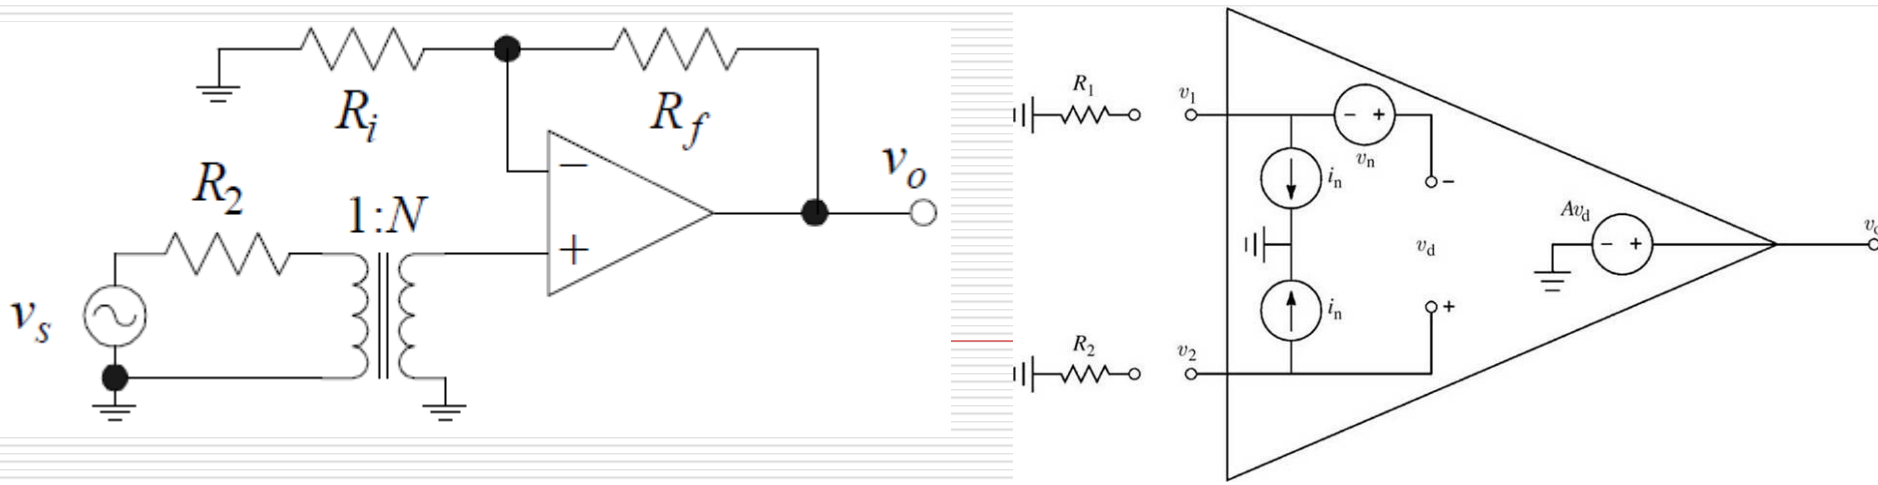 R_i
R_f
v_o
R_2
1:N
v_s
−
+
R_1
v_1
− +
v_n
i_n
−
Av_d
− +
v_d
i_n
+
R_2
v_2